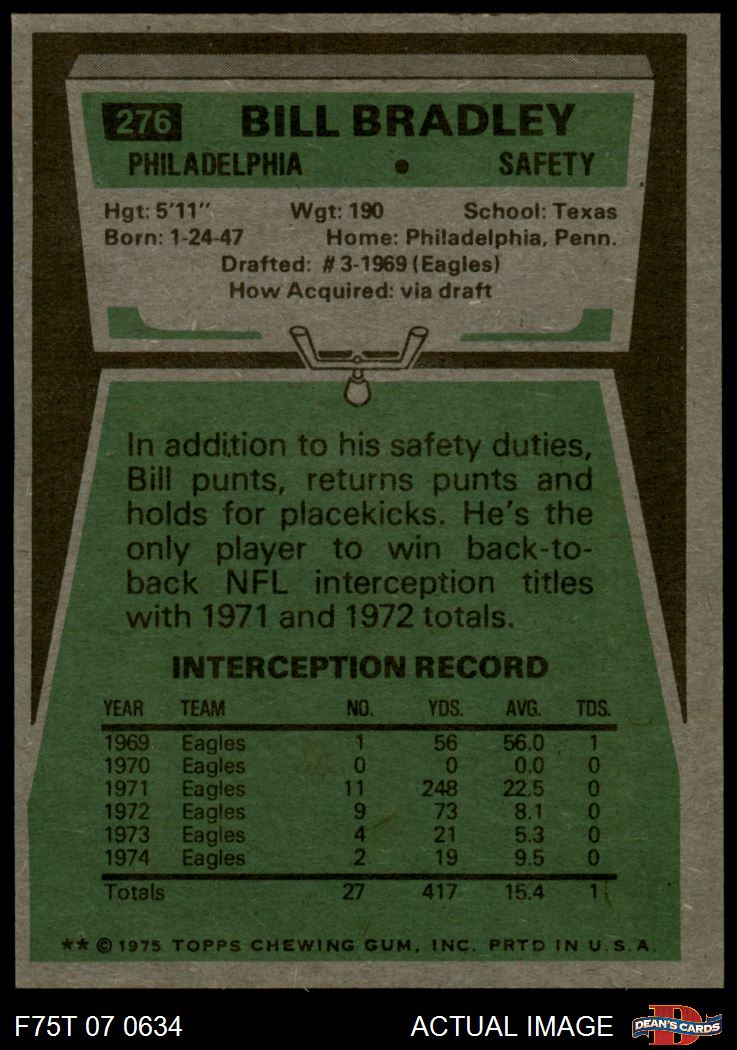 276 BILL BRADLEY
PHILADELPHIA • SAFETY
Hgt: 5'11" Wgt: 190 School: Texas
Born: 1-24-47 Home: Philadelphia, Penn.
Drafted: #3-1969 (Eagles)
How Acquired: via draft
In addition to his safety duties,
Bill punts, returns punts and
holds for placekicks. He's the
only player to win back-to-
back NFL interception titles
with 1971 and 1972 totals.
INTERCEPTION RECORD
YEAR TEAM NO. YDS. AVG. TDS.
1969 Eagles 1 56 56.0 1
1970 Eagles 0 0 0.0 0
1971 Eagles 11 248 22.5 0
1972 Eagles 9 73 8.1 0
1973 Eagles 4 21 5.3 0
1974 Eagles 2 19 9.5 0
Totals 27 417 15.4 1
** © 1975 TOPPS CHEWING GUM, INC. PRTD IN U.S.A.
F75T 07 0634 ACTUAL IMAGE D DEAN'S CARDS